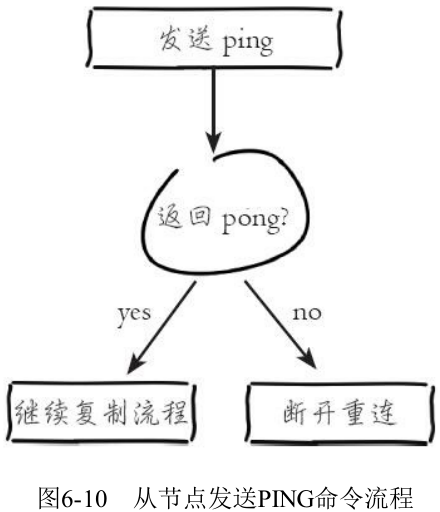 发送 ping
返回 pong?
yes
no
继续复制流程
断开重连
图6-10 从节点发送PING命令流程